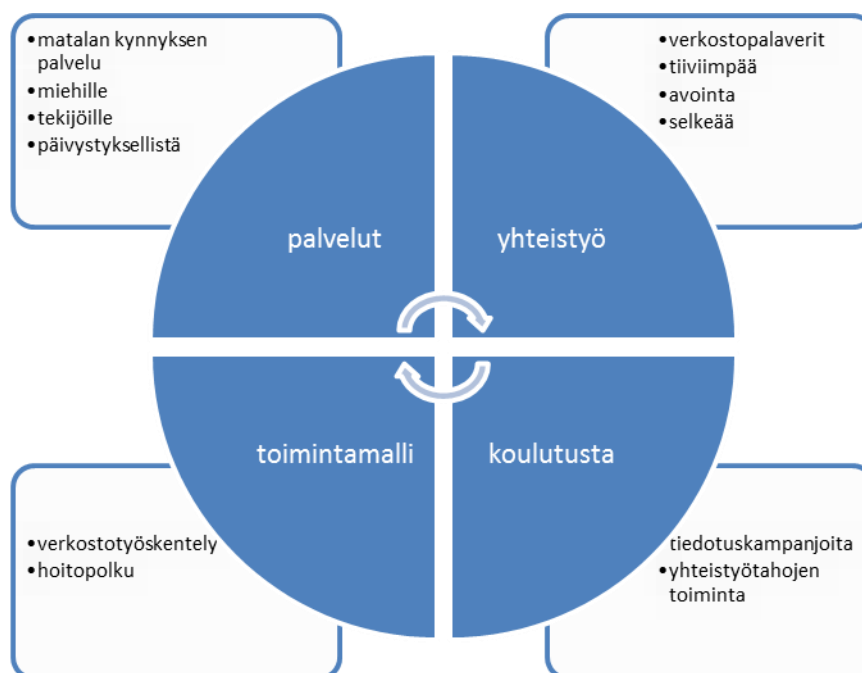 •matalan kynnyksen
palvelu
•miehille
•tekijöille
•päivystyksellistä
•verkostopalaverit
•tiiviimpää
•avointa
•selkeää
palvelut
yhteistyö
toimintamalli
koulutusta
•verkostotyöskentely
•hoitopolku
tiedotuskampanjoita
•yhteistyötahojen
toiminta